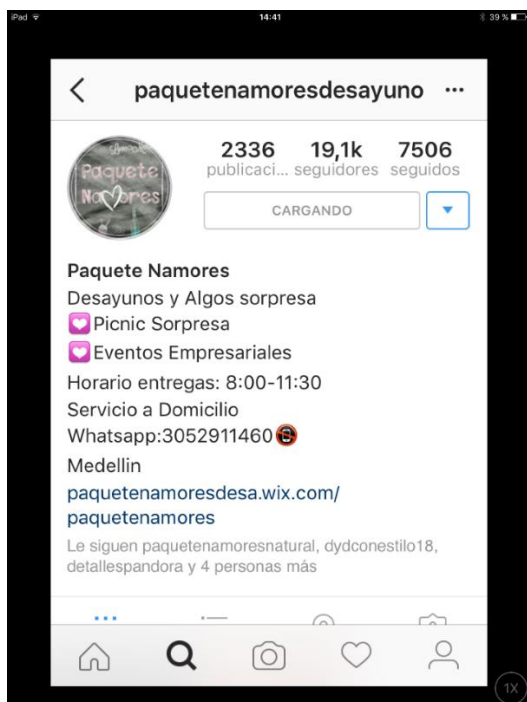 iPad 14:41 39 %
paquetenamoresdesayuno ...
Paquete
Namores
2336 19,1k 7506
publicaci... seguidores seguidos
CARGANDO
Paquete Namores
Desayunos y Algos sorpresa
Picnic Sorpresa
Eventos Empresariales
Horario entregas: 8:00-11:30
Servicio a Domicilio
Whatsapp:3052911460
Medellin
paquetenamoresdesa.wix.com/
paquetenamores
Le siguen paquetenamoresnatural, dydconestilo18,
detallespandora y 4 personas más
1X